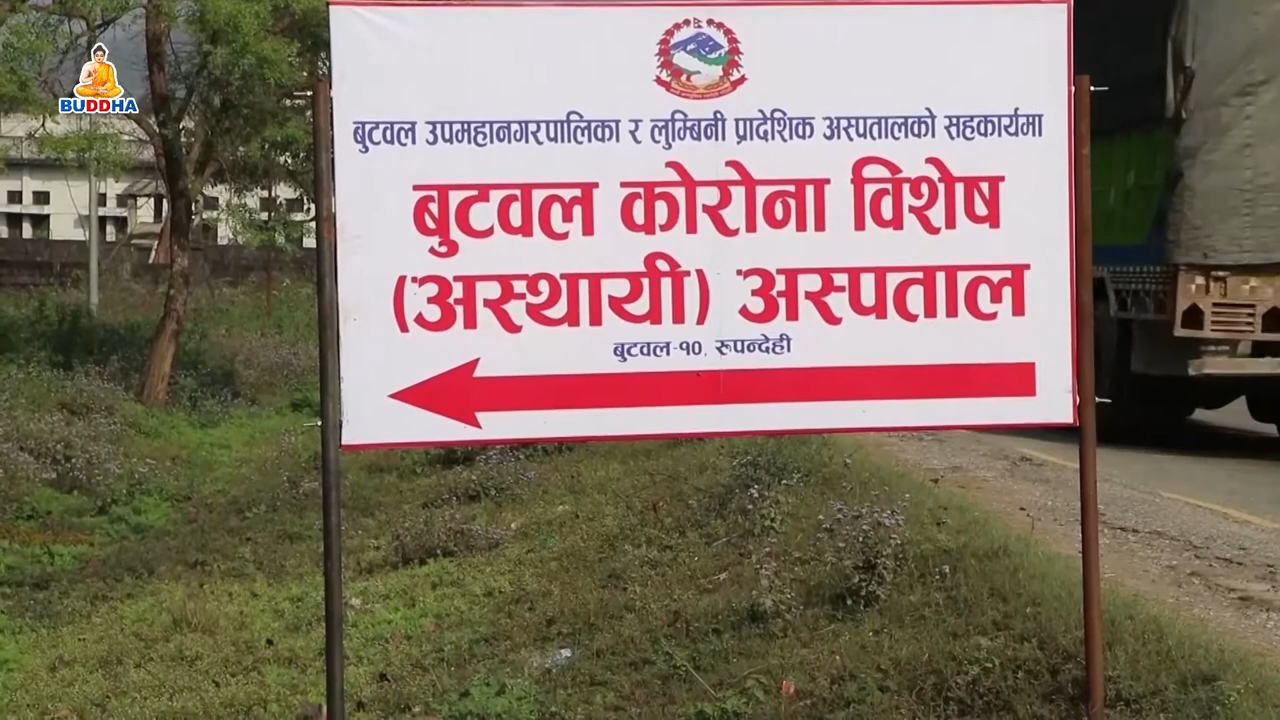 BUDDHA
बुटवल उपमहानगरपालिका र लुम्बिनी प्रादेशिक अस्पतालको सहकार्यमा
बुटवल कोरोना विशेष
(अस्थायी) अस्पताल
बुटवल-१०, रुपन्देही